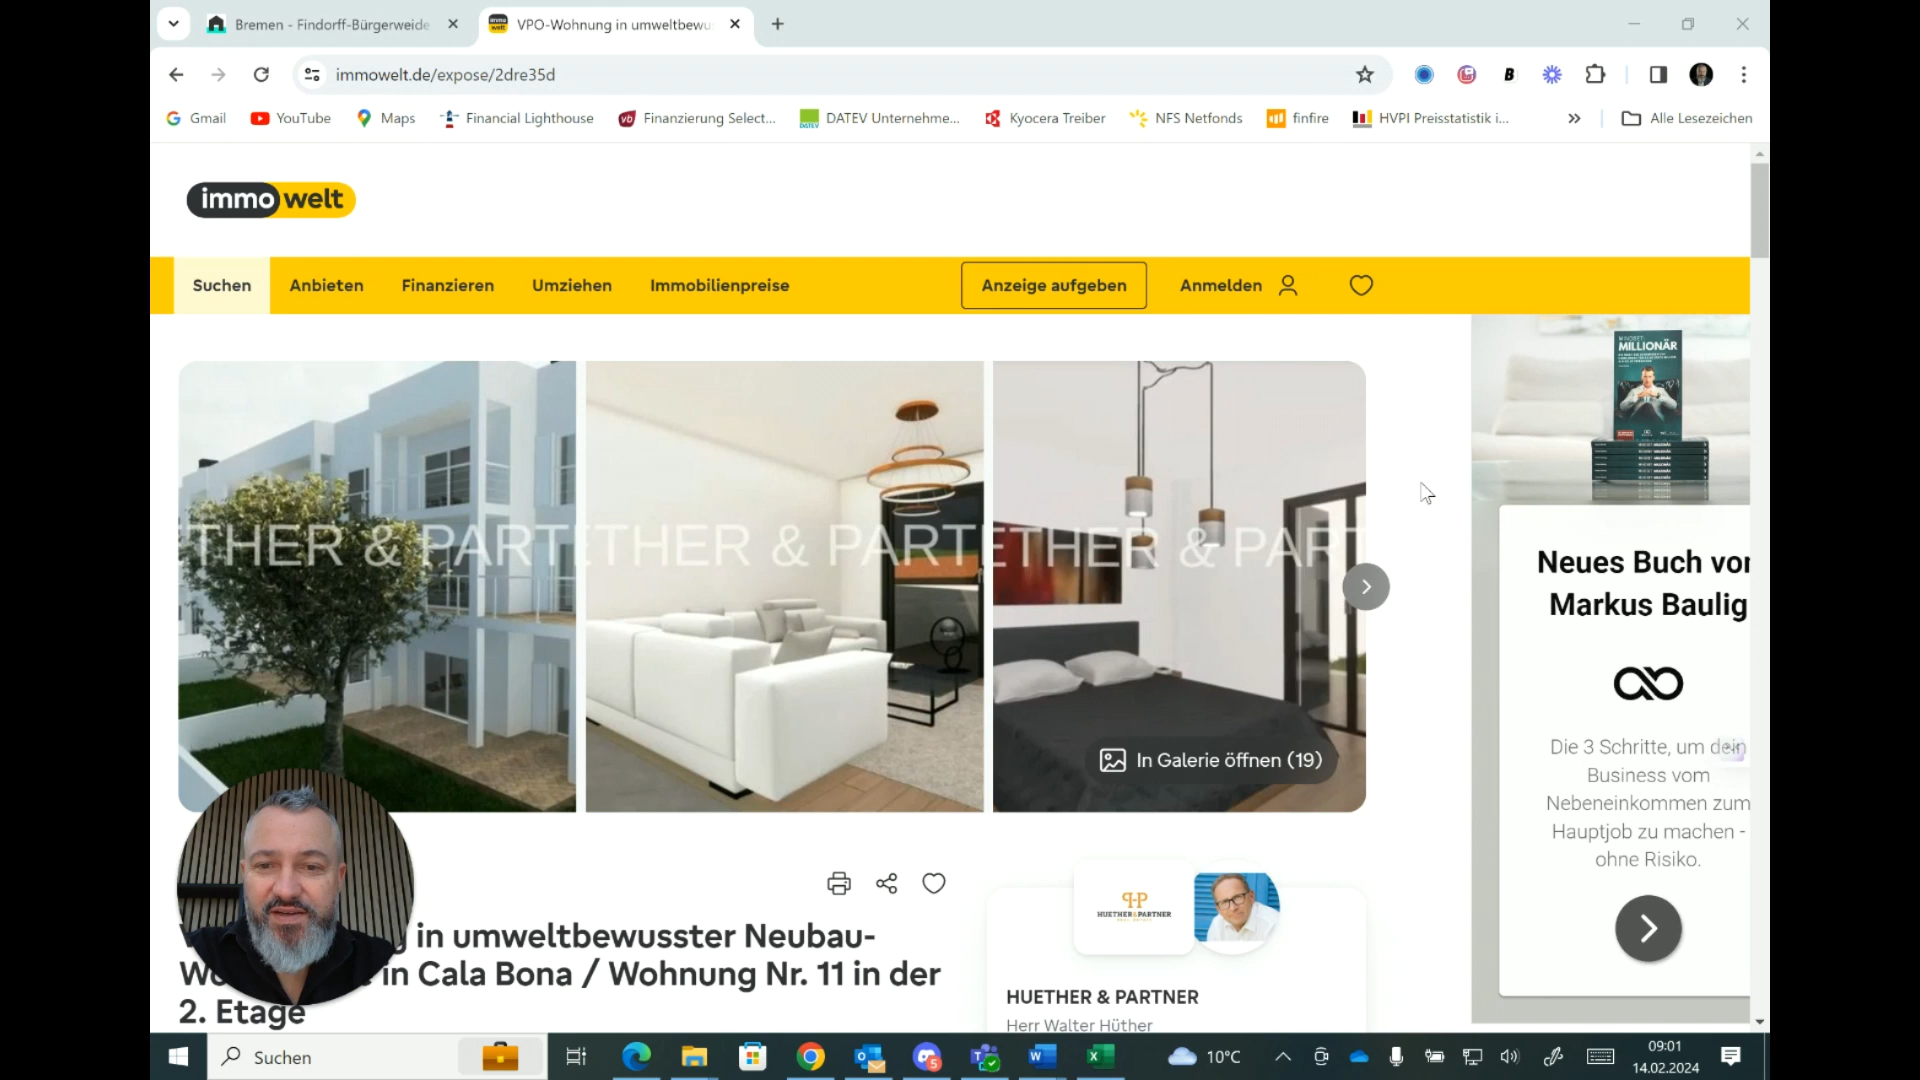 Bremen - Findorff-Bürgerweide
VPO-Wohnung in umweltbewu
immowelt.de/expose/2dre35d
Gmail
YouTube
Maps
Financial Lighthouse
Finanzierung Select...
DATEV Unternehme...
Kyocera Treiber
NFS Netfonds
finfire
HVPI Preisstatistik i...
Alle Lesezeichen
immowelt
Suchen
Anbieten
Finanzieren
Umziehen
Immobilienpreise
Anzeige aufgeben
Anmelden
MILLIONÄR
ETHER & PARTETHER & PARTETHER & PART
In Galerie öffnen (19)
Neues Buch von
Markus Baulig
Die 3 Schritte, um dein
Business vom
Nebeneinkommen zum
Hauptjob zu machen -
ohne Risiko.
in umweltbewusster Neubau-
in Cala Bona / Wohnung Nr. 11 in der
2. Etage
HUETHER & PARTNER
HUETHER & PARTNER
Herr Walter Hüther
Suchen
10°C
09:01
14.02.2024